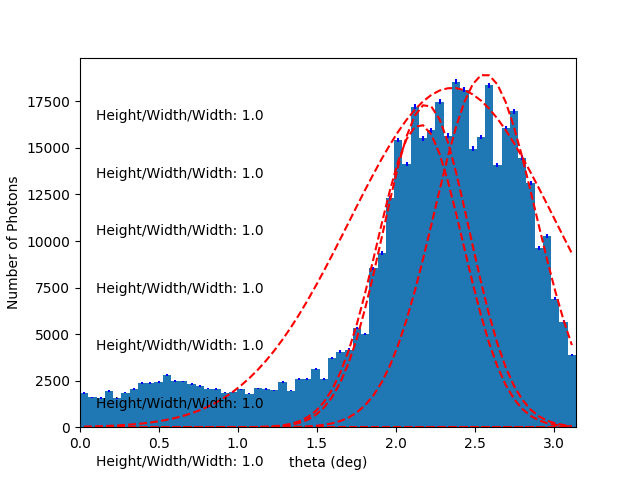 17500
15000
12500
10000
7500
5000
2500
0
Number of Photons
Height/Width/Width: 1.0
Height/Width/Width: 1.0
Height/Width/Width: 1.0
Height/Width/Width: 1.0
Height/Width/Width: 1.0
Height/Width/Width: 1.0
0.0 0.5 1.0 1.5 2.0 2.5 3.0
Height/Width/Width: 1.0
theta (deg)